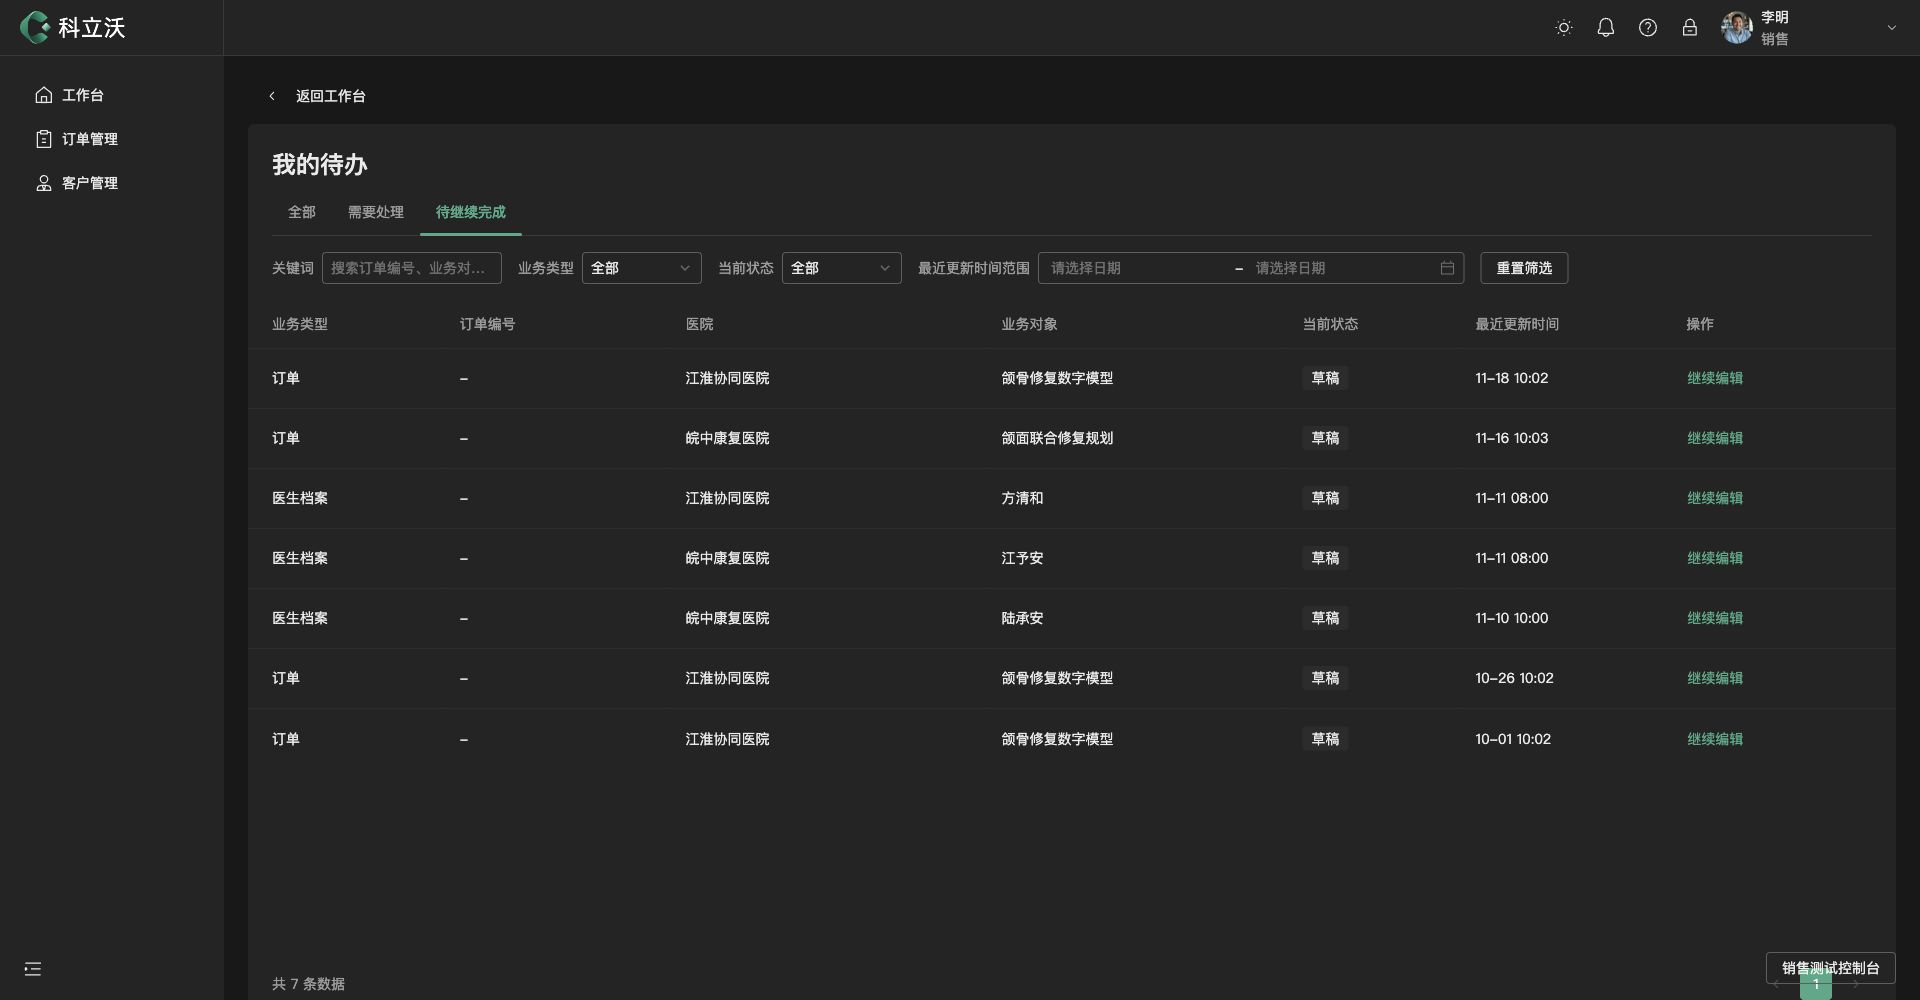 科立沃
李明
销售
工作台
订单管理
客户管理
返回工作台
我的待办
全部 需要处理 待继续完成
关键词 搜索订单编号、业务对... 业务类型 全部 当前状态 全部 最近更新时间范围 请选择日期 – 请选择日期 重置筛选
业务类型 订单编号 医院 业务对象 当前状态 最近更新时间 操作
订单 – 江淮协同医院 颌骨修复数字模型 草稿 11-18 10:02 继续编辑
订单 – 皖中康复医院 颌面联合修复规划 草稿 11-16 10:03 继续编辑
医生档案 – 江淮协同医院 方清和 草稿 11-11 08:00 继续编辑
医生档案 – 皖中康复医院 江予安 草稿 11-11 08:00 继续编辑
医生档案 – 皖中康复医院 陆承安 草稿 11-10 10:00 继续编辑
订单 – 江淮协同医院 颌骨修复数字模型 草稿 10-26 10:02 继续编辑
订单 – 江淮协同医院 颌骨修复数字模型 草稿 10-01 10:02 继续编辑
销售测试控制台
共 7 条数据 1